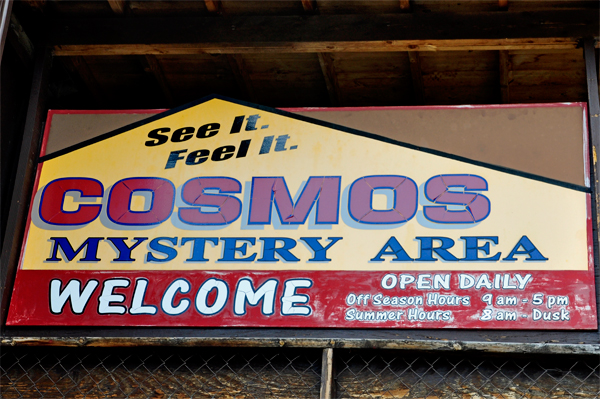 See It.
Feel It.
COSMOS
MYSTERY AREA
WELCOME
OPEN DAILY
Off Season Hours 9 am - 5 pm
Summer Hours 8 am - Dusk